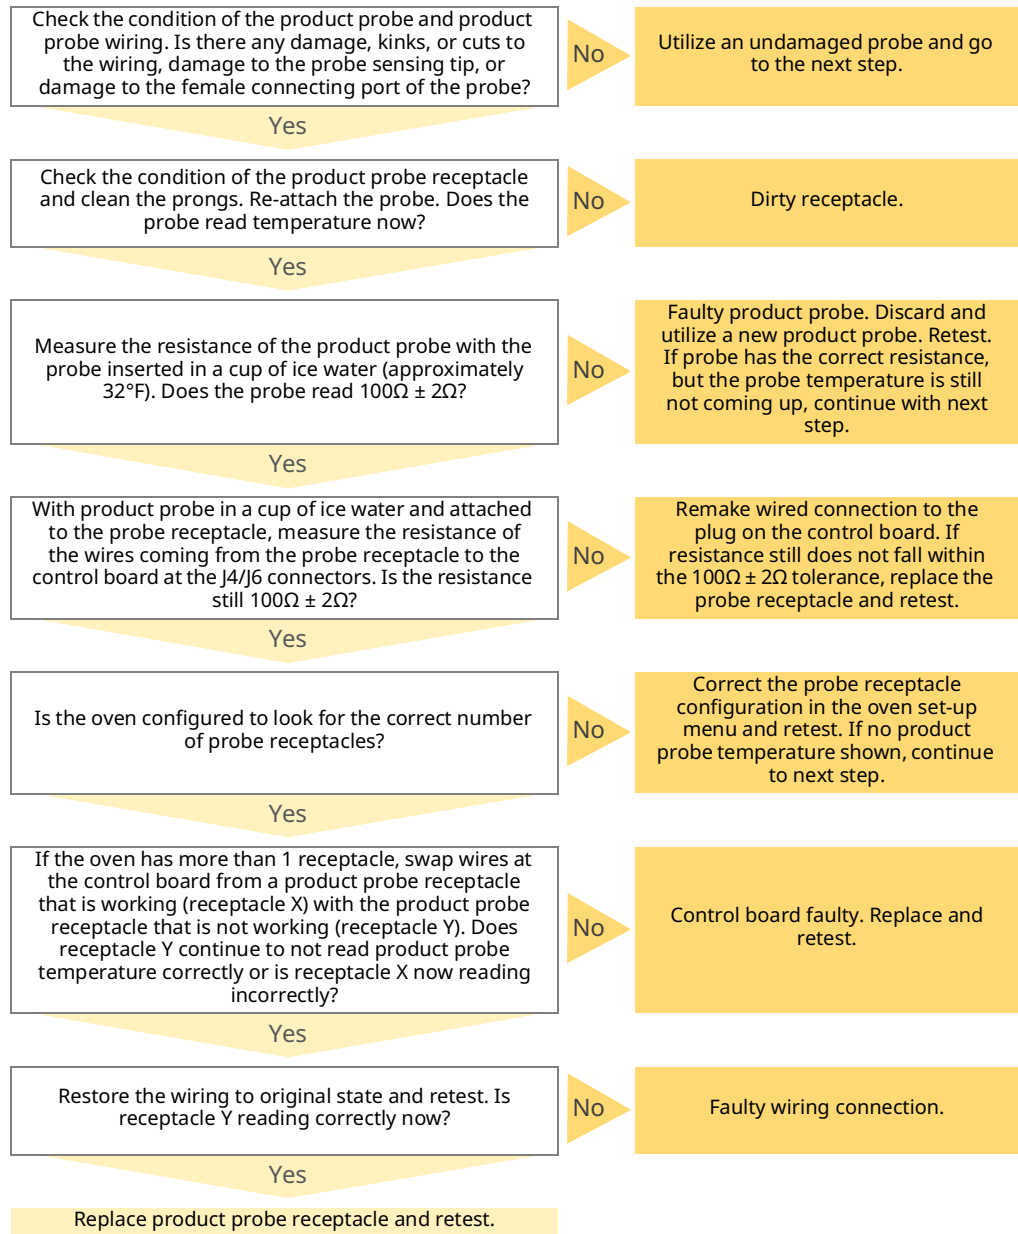 Check the condition of the product probe and product
probe wiring. Is there any damage, kinks, or cuts to
the wiring, damage to the probe sensing tip, or
damage to the female connecting port of the probe?
No
Utilize an undamaged probe and go
to the next step.
Yes
Check the condition of the product probe receptacle
and clean the prongs. Re-attach the probe. Does the
probe read temperature now?
No
Dirty receptacle.
Yes
Measure the resistance of the product probe with the
probe inserted in a cup of ice water (approximately
32°F). Does the probe read 100Ω ± 2Ω?
No
Faulty product probe. Discard and
utilize a new product probe. Retest.
If probe has the correct resistance,
but the probe temperature is still
not coming up, continue with next
step.
Yes
With product probe in a cup of ice water and attached
to the probe receptacle, measure the resistance of
the wires coming from the probe receptacle to the
control board at the J4/J6 connectors. Is the resistance
still 100Ω ± 2Ω?
No
Remake wired connection to the
plug on the control board. If
resistance still does not fall within
the 100Ω ± 2Ω tolerance, replace the
probe receptacle and retest.
Yes
Is the oven configured to look for the correct number
of probe receptacles?
No
Correct the probe receptacle
configuration in the oven set-up
menu and retest. If no product
probe temperature shown, continue
to next step.
Yes
If the oven has more than 1 receptacle, swap wires at
the control board from a product probe receptacle
that is working (receptacle X) with the product probe
receptacle that is not working (receptacle Y). Does
receptacle Y continue to not read product probe
temperature correctly or is receptacle X now reading
incorrectly?
No
Control board faulty. Replace and
retest.
Yes
Restore the wiring to original state and retest. Is
receptacle Y reading correctly now?
No
Faulty wiring connection.
Yes
Replace product probe receptacle and retest.